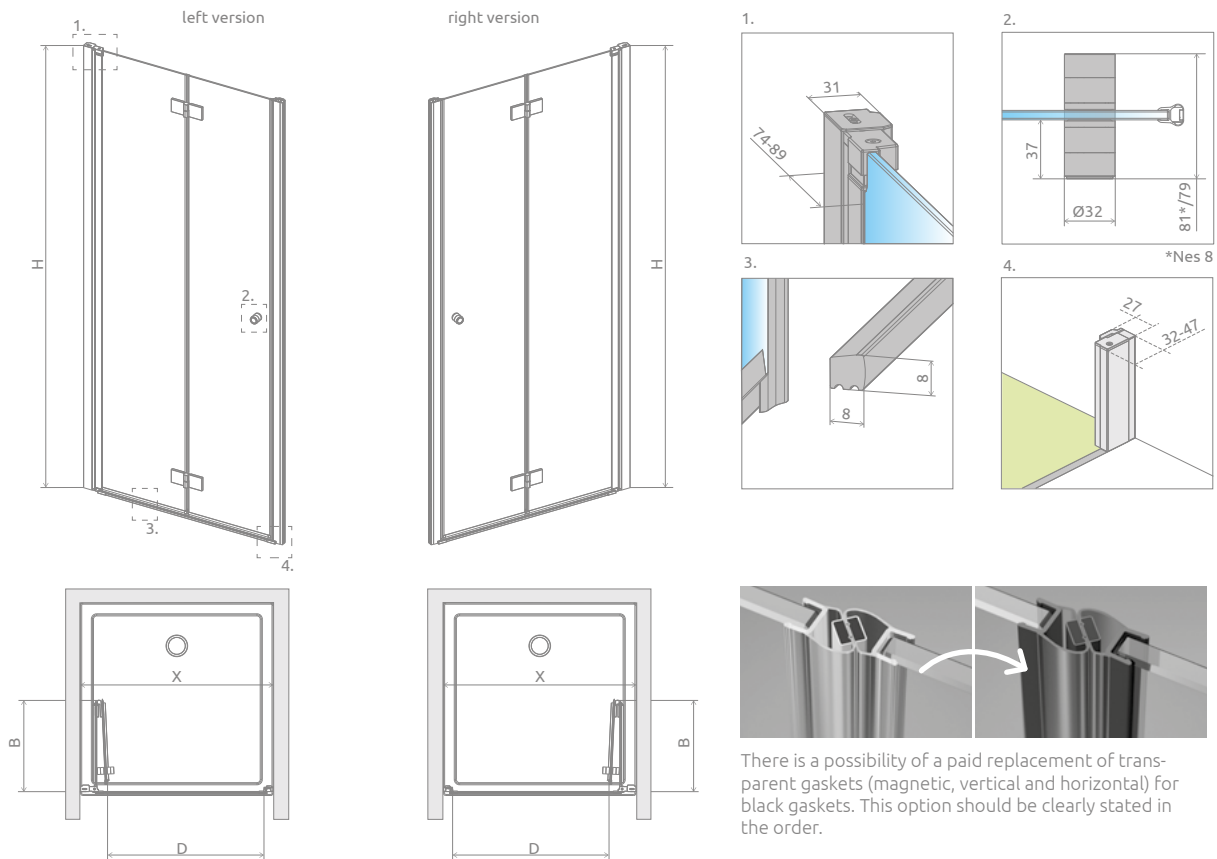 left version
right version
1.
H
2.
3.
4.
H
1.
31
74-89
2.
37
Ø32
81*/79
*Nes 8
3.
8
8
4.
27
32-47
X
B
D
X
B
D
There is a possibility of a paid replacement of trans-
parent gaskets (magnetic, vertical and horizontal) for
black gaskets. This option should be clearly stated in
the order.